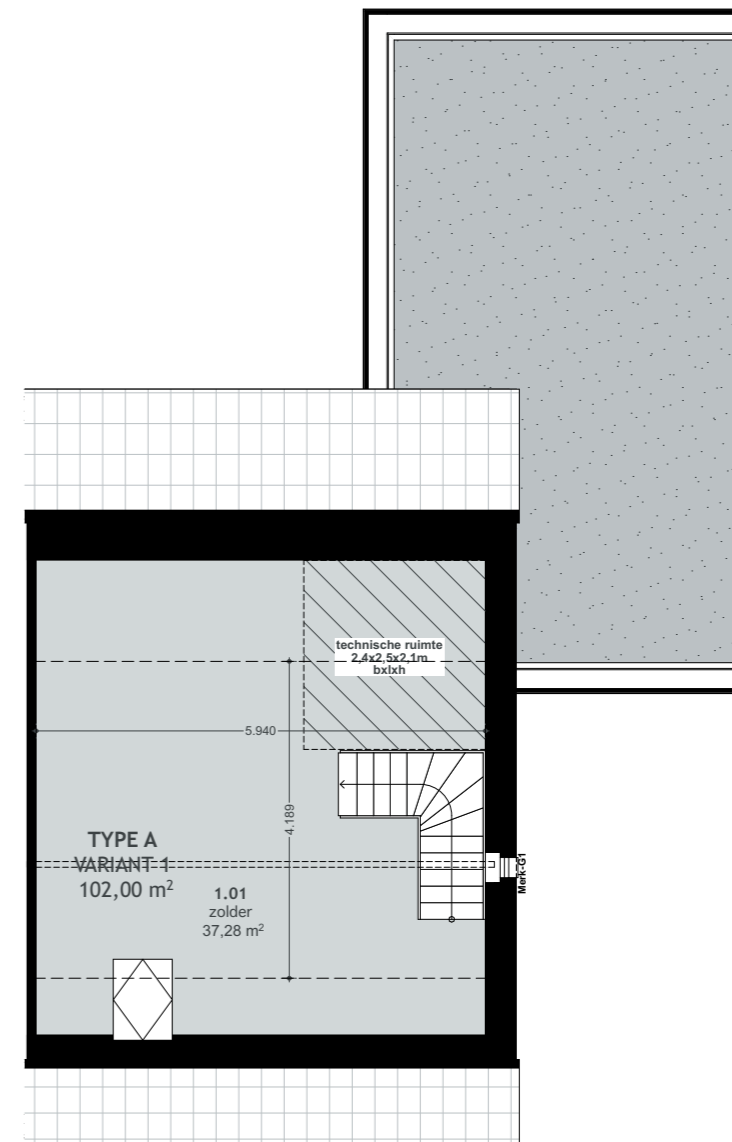 technische ruimte
2,4x2,5x2,1m
bxlxh
5.940
4.189
TYPE A
VARIANT 1
102,00 m²
1.01
zolder
37,28 m²
Merk-G1